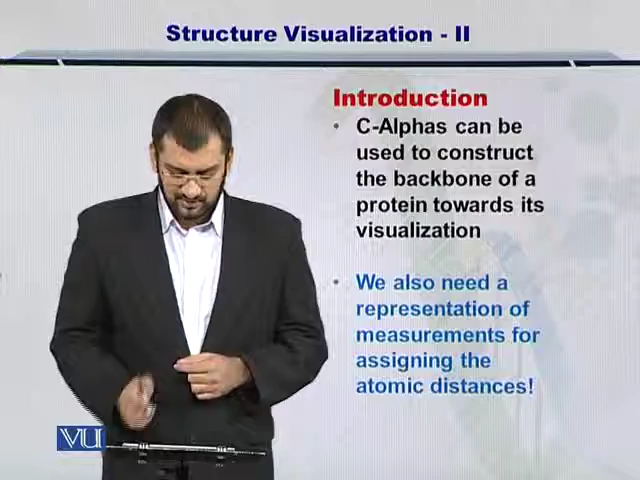 Structure Visualization - II
Introduction
• C-Alphas can be
used to construct
the backbone of a
protein towards its
visualization
• We also need a
representation of
measurements for
assigning the
atomic distances!
VU